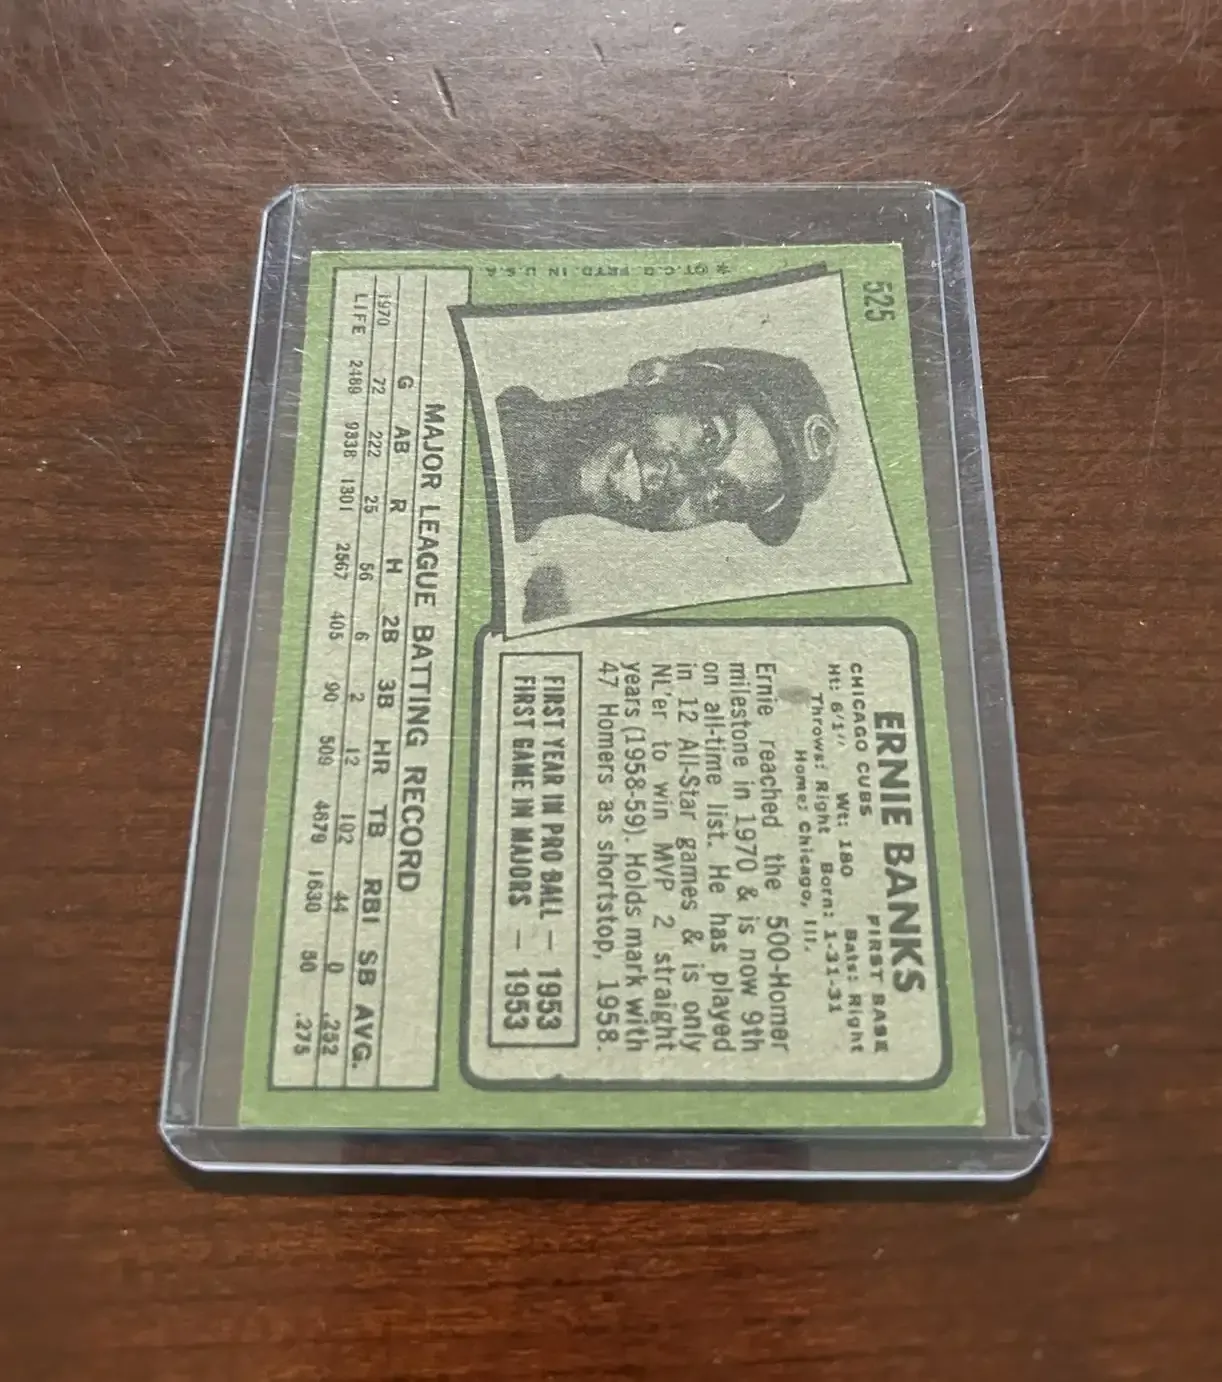 525
* ©T.C.G. PRTD. IN U.S.A.
ERNIE BANKS
CHICAGO CUBS FIRST BASE
Ht: 6'1" Wt: 180 Bats: Right
Throws: Right Born: 1-31-31
Home: Chicago, Ill.
Ernie reached the 500-Homer
milestone in 1970 & is now 9th
on all-time list. He has played
in 12 All-Star games & is only
NL'er to win MVP 2 straight
years (1958-59). Holds mark with
47 Homers as shortstop, 1958.
FIRST YEAR IN PRO BALL — 1953
FIRST GAME IN MAJORS — 1953
MAJOR LEAGUE BATTING RECORD
G AB R H 2B 3B HR TB RBI SB AVG.
1970 72 222 25 56 6 2 12 102 44 0 .252
LIFE 2489 9338 1301 2567 405 90 509 4679 1630 50 .275